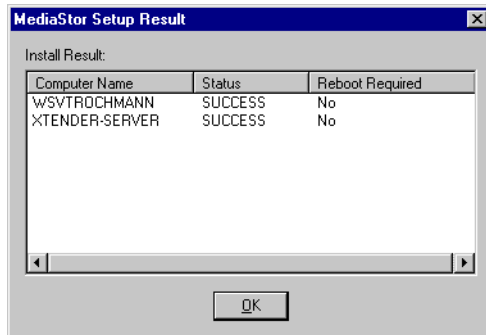 MediaStor Setup Result
Install Result:
Computer Name Status Reboot Required
WSVTROCHMANN SUCCESS No
XTENDER-SERVER SUCCESS No
OK